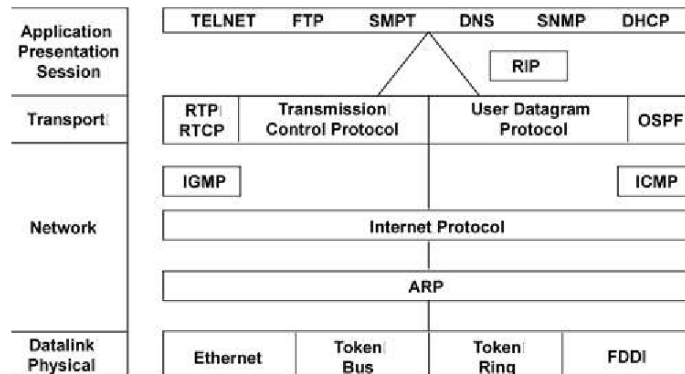 Application
Presentation
Session
TELNET FTP SMPT DNS SNMP DHCP
RIP
Transport
RTP
RTCP
Transmission
Control Protocol
User Datagram
Protocol
OSPF
Network
IGMP
ICMP
Internet Protocol
ARP
Datalink
Physical
Ethernet
Token
Bus
Token
Ring
FDDI